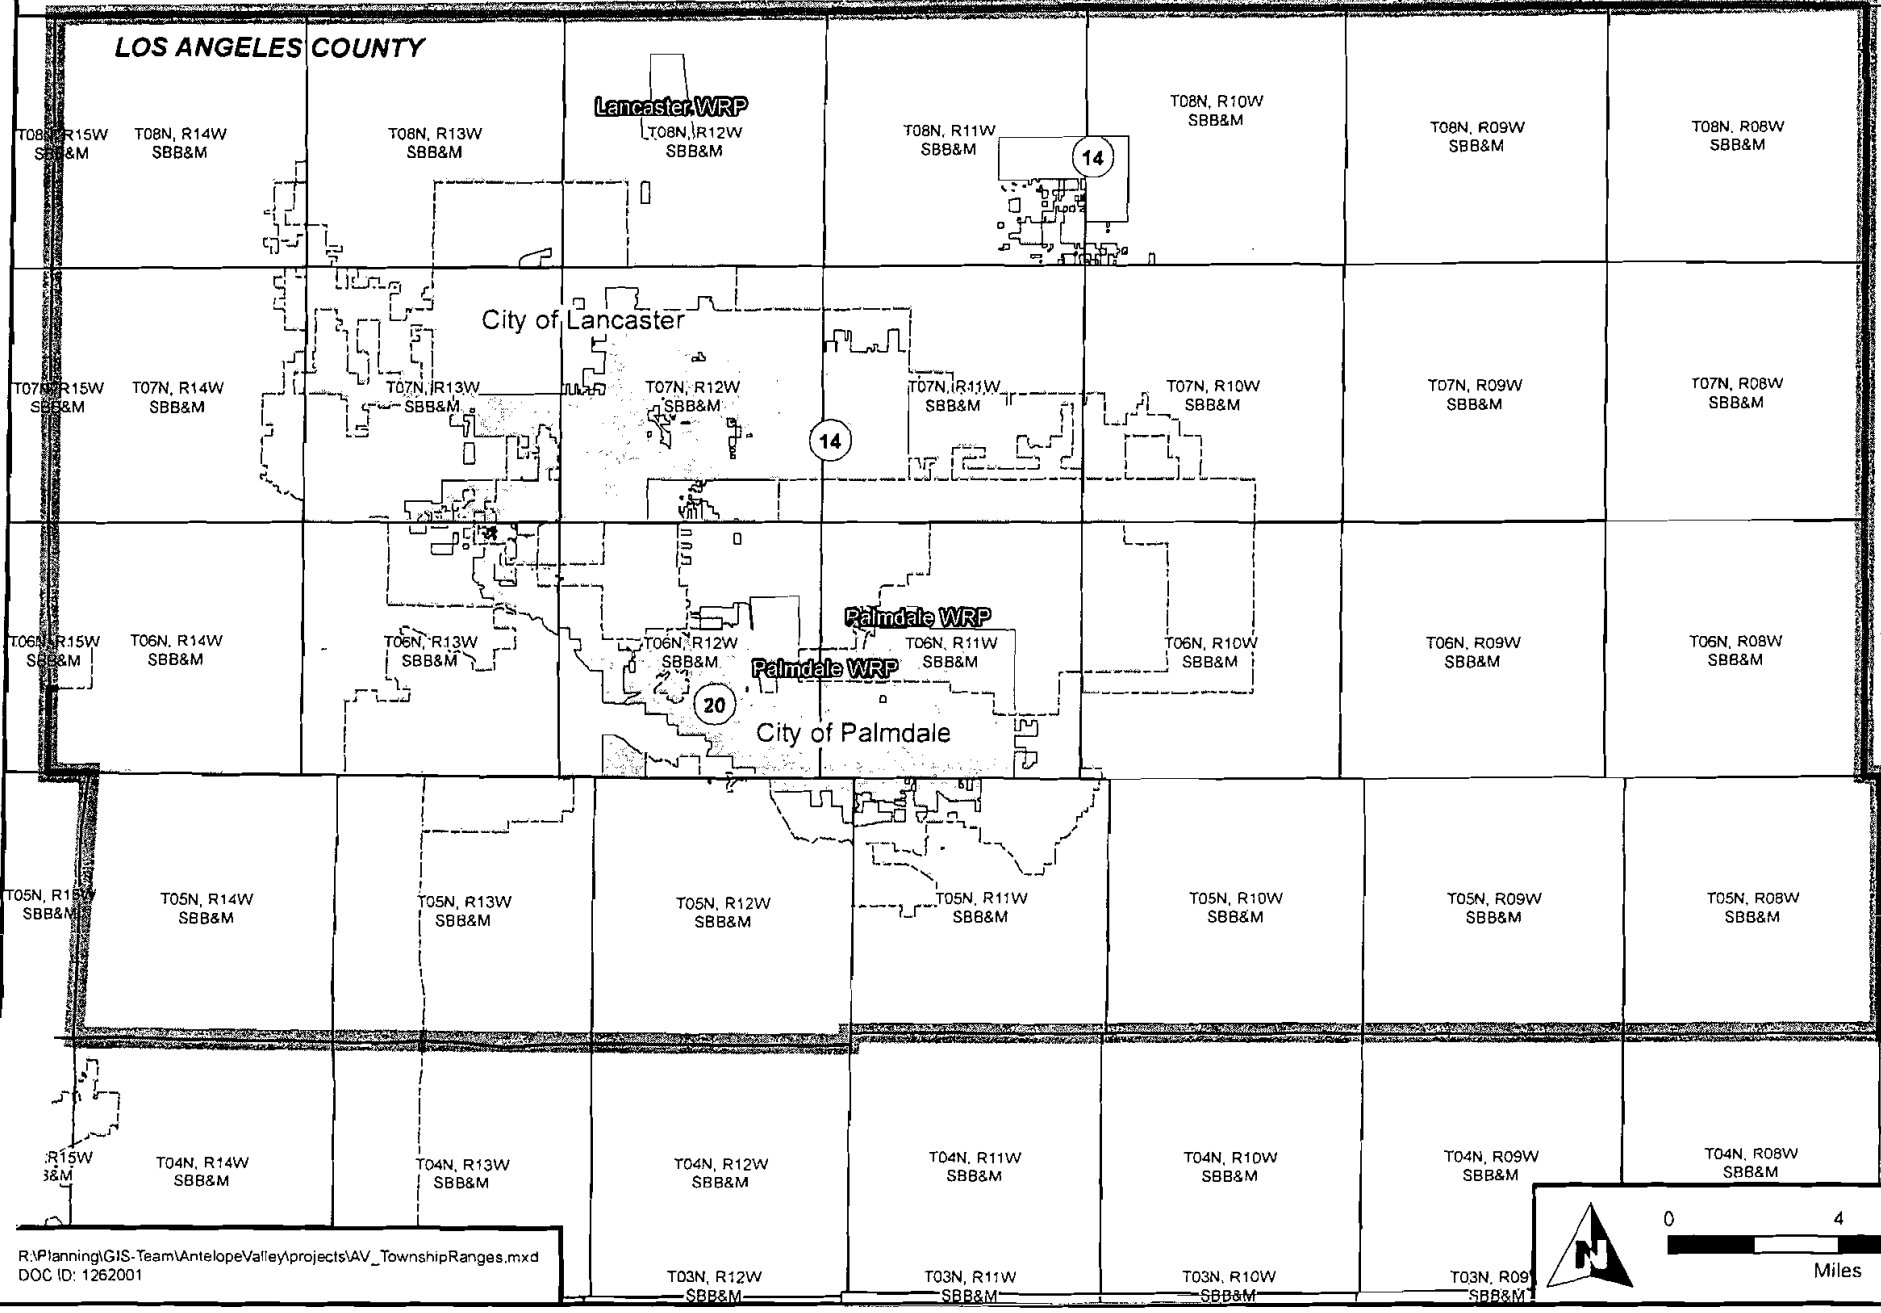 LOS ANGELES COUNTY
Lancaster WRP
T08N, R15W
SBB&M
T08N, R14W
SBB&M
T08N, R13W
SBB&M
T08N, R12W
SBB&M
T08N, R11W
SBB&M
T08N, R10W
SBB&M
T08N, R09W
SBB&M
T08N, R08W
SBB&M
14
City of Lancaster
T07N, R15W
SBB&M
T07N, R14W
SBB&M
T07N, R13W
SBB&M
T07N, R12W
SBB&M
T07N, R11W
SBB&M
T07N, R10W
SBB&M
T07N, R09W
SBB&M
T07N, R08W
SBB&M
14
Palmdale WRP
T06N, R15W
SBB&M
T06N, R14W
SBB&M
T06N, R13W
SBB&M
T06N, R12W
SBB&M
T06N, R11W
SBB&M
T06N, R10W
SBB&M
T06N, R09W
SBB&M
T06N, R08W
SBB&M
Palmdale WRP
20
City of Palmdale
T05N, R15W
SBB&M
T05N, R14W
SBB&M
T05N, R13W
SBB&M
T05N, R12W
SBB&M
T05N, R11W
SBB&M
T05N, R10W
SBB&M
T05N, R09W
SBB&M
T05N, R08W
SBB&M
R15W
T04N, R14W
SBB&M
T04N, R13W
SBB&M
T04N, R12W
SBB&M
T04N, R11W
SBB&M
T04N, R10W
SBB&M
T04N, R09W
SBB&M
T04N, R08W
SBB&M
T03N, R12W
SBB&M
T03N, R11W
SBB&M
T03N, R10W
SBB&M
T03N, R09
SBB&M
R:\Planning\GIS-Team\AntelopeValley\projects\AV_TownshipRanges.mxd
DOC ID: 1262001
N
0 4
Miles